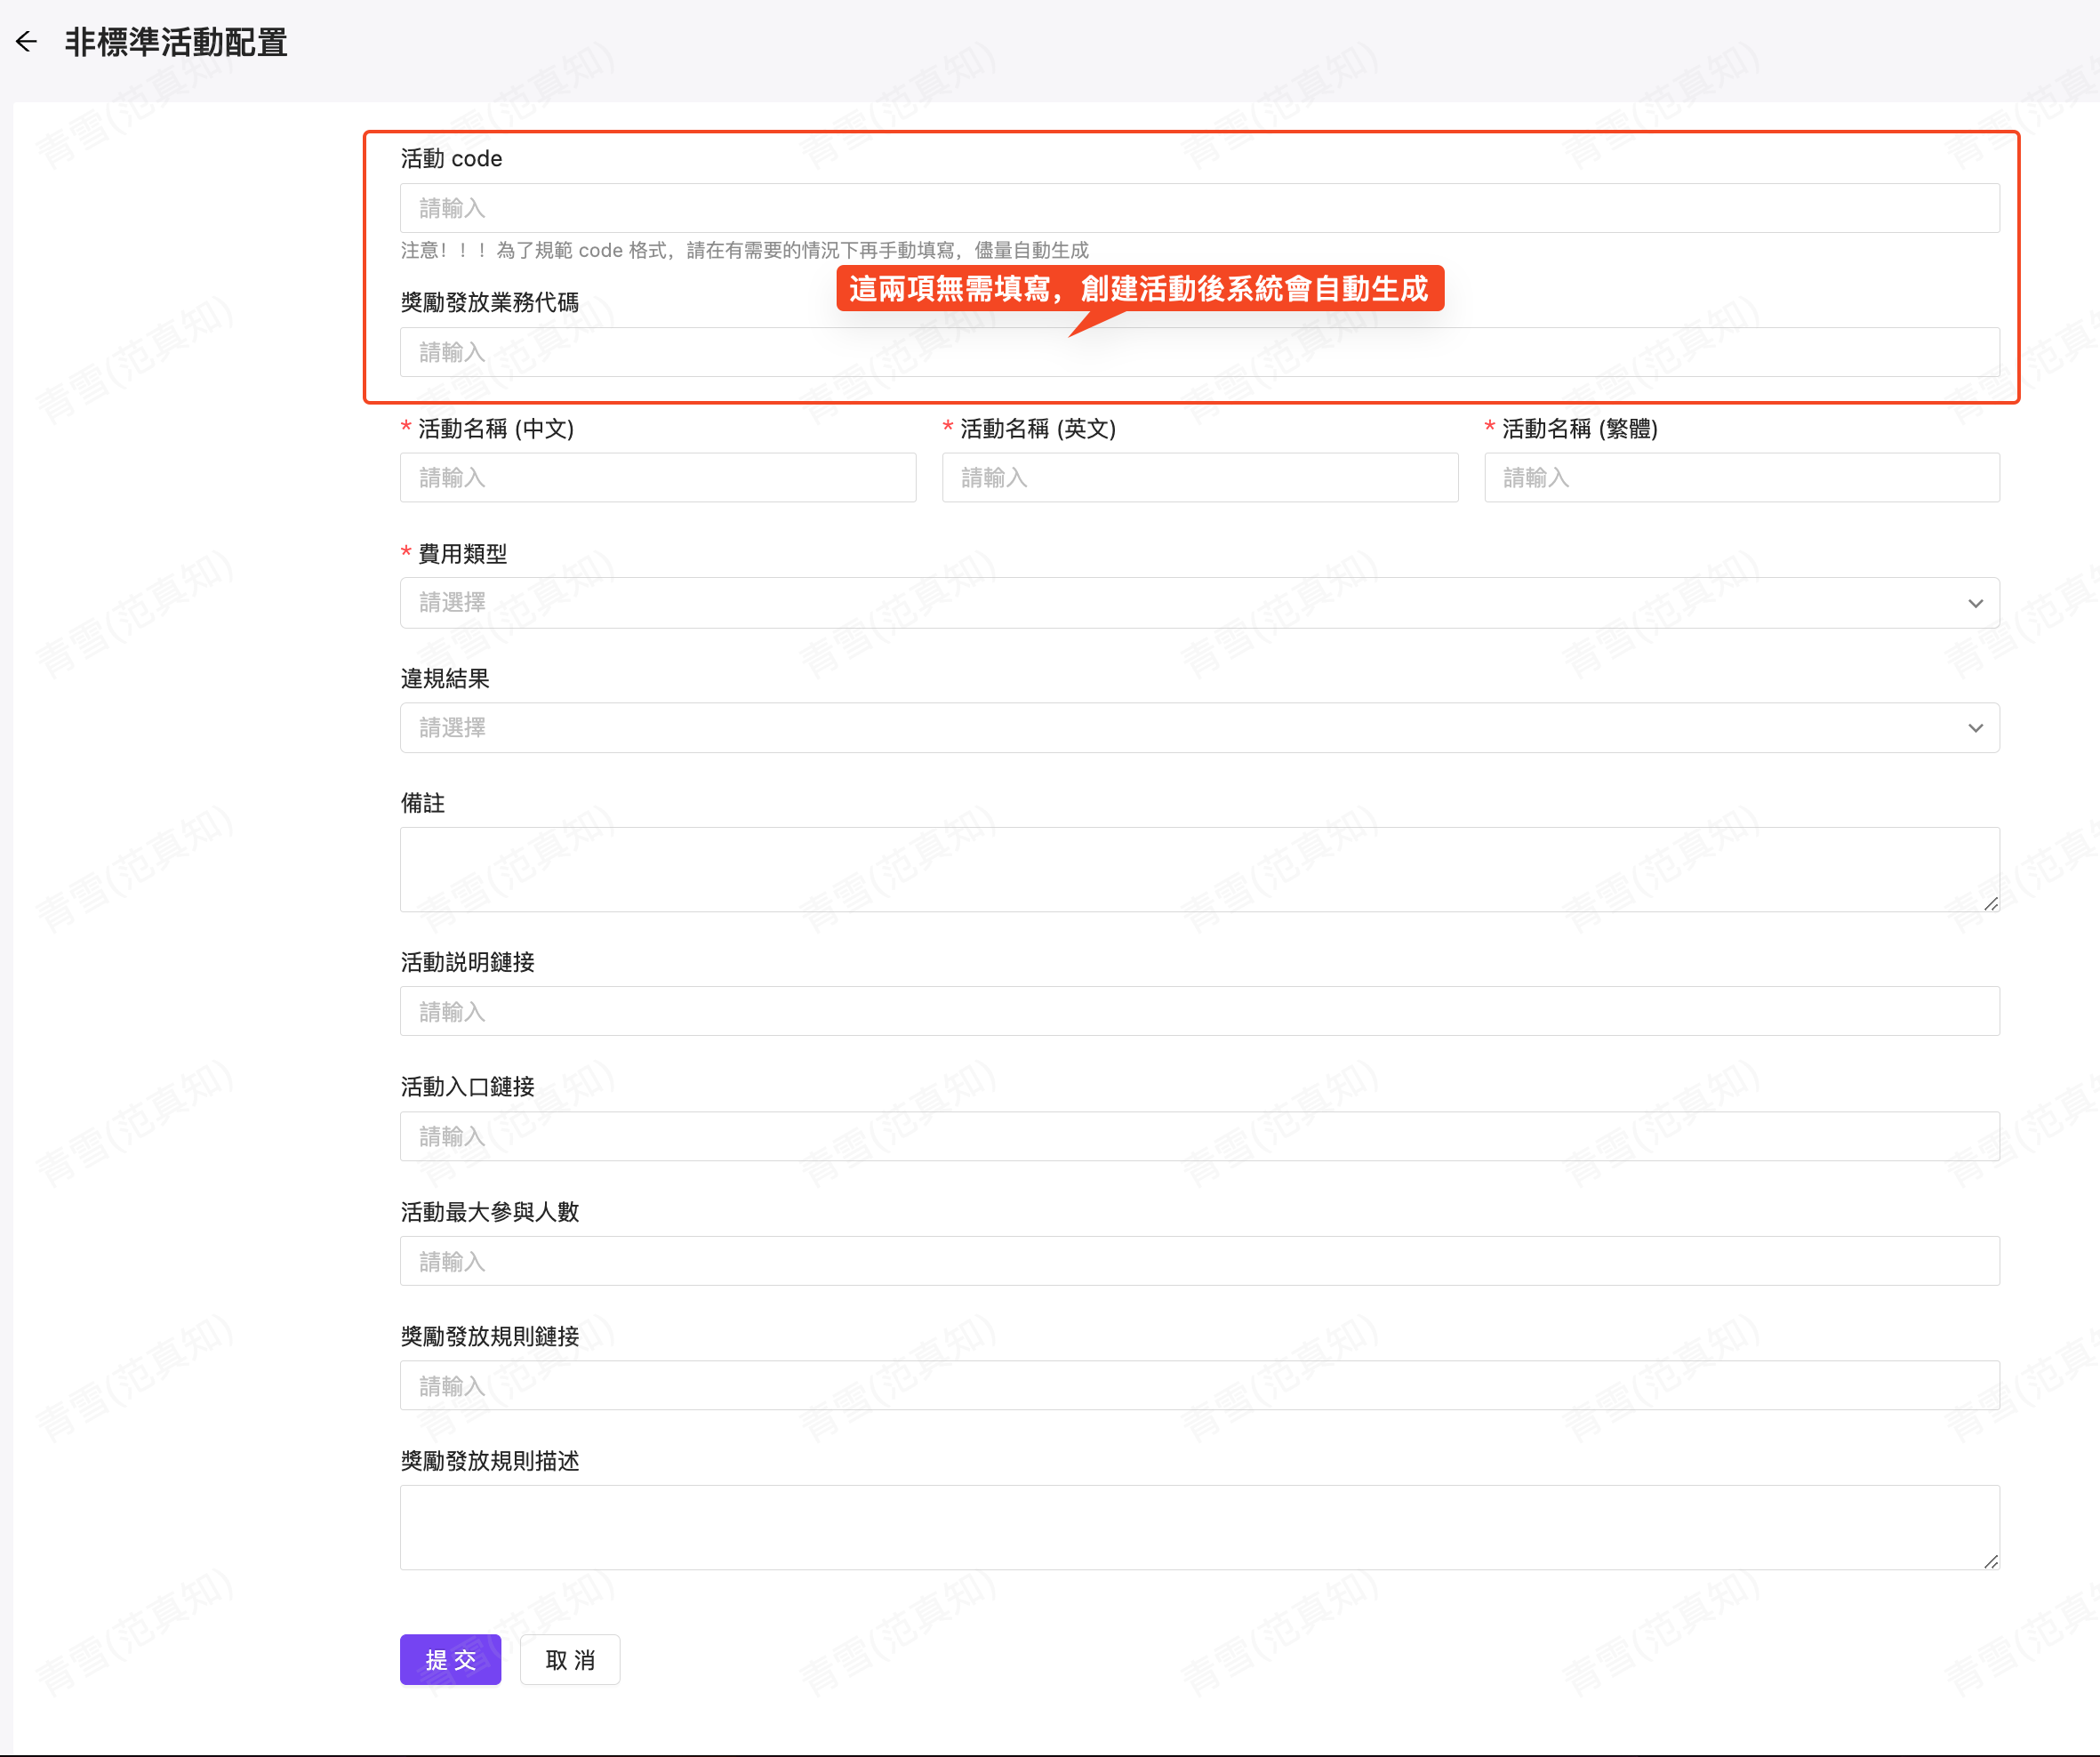 非標準活動配置
活動 code
請輸入
注意！！！為了規範 code 格式，請在有需要的情況下再手動填寫，儘量自動生成
這兩項無需填寫，創建活動後系統會自動生成
獎勵發放業務代碼
請輸入
* 活動名稱 (中文) * 活動名稱 (英文) * 活動名稱 (繁體)
請輸入 請輸入 請輸入
* 費用類型
請選擇
違規結果
請選擇
備註
活動説明鏈接
請輸入
活動入口鏈接
請輸入
活動最大參與人數
請輸入
獎勵發放規則鏈接
請輸入
獎勵發放規則描述
提交 取消
青雪(范真知)